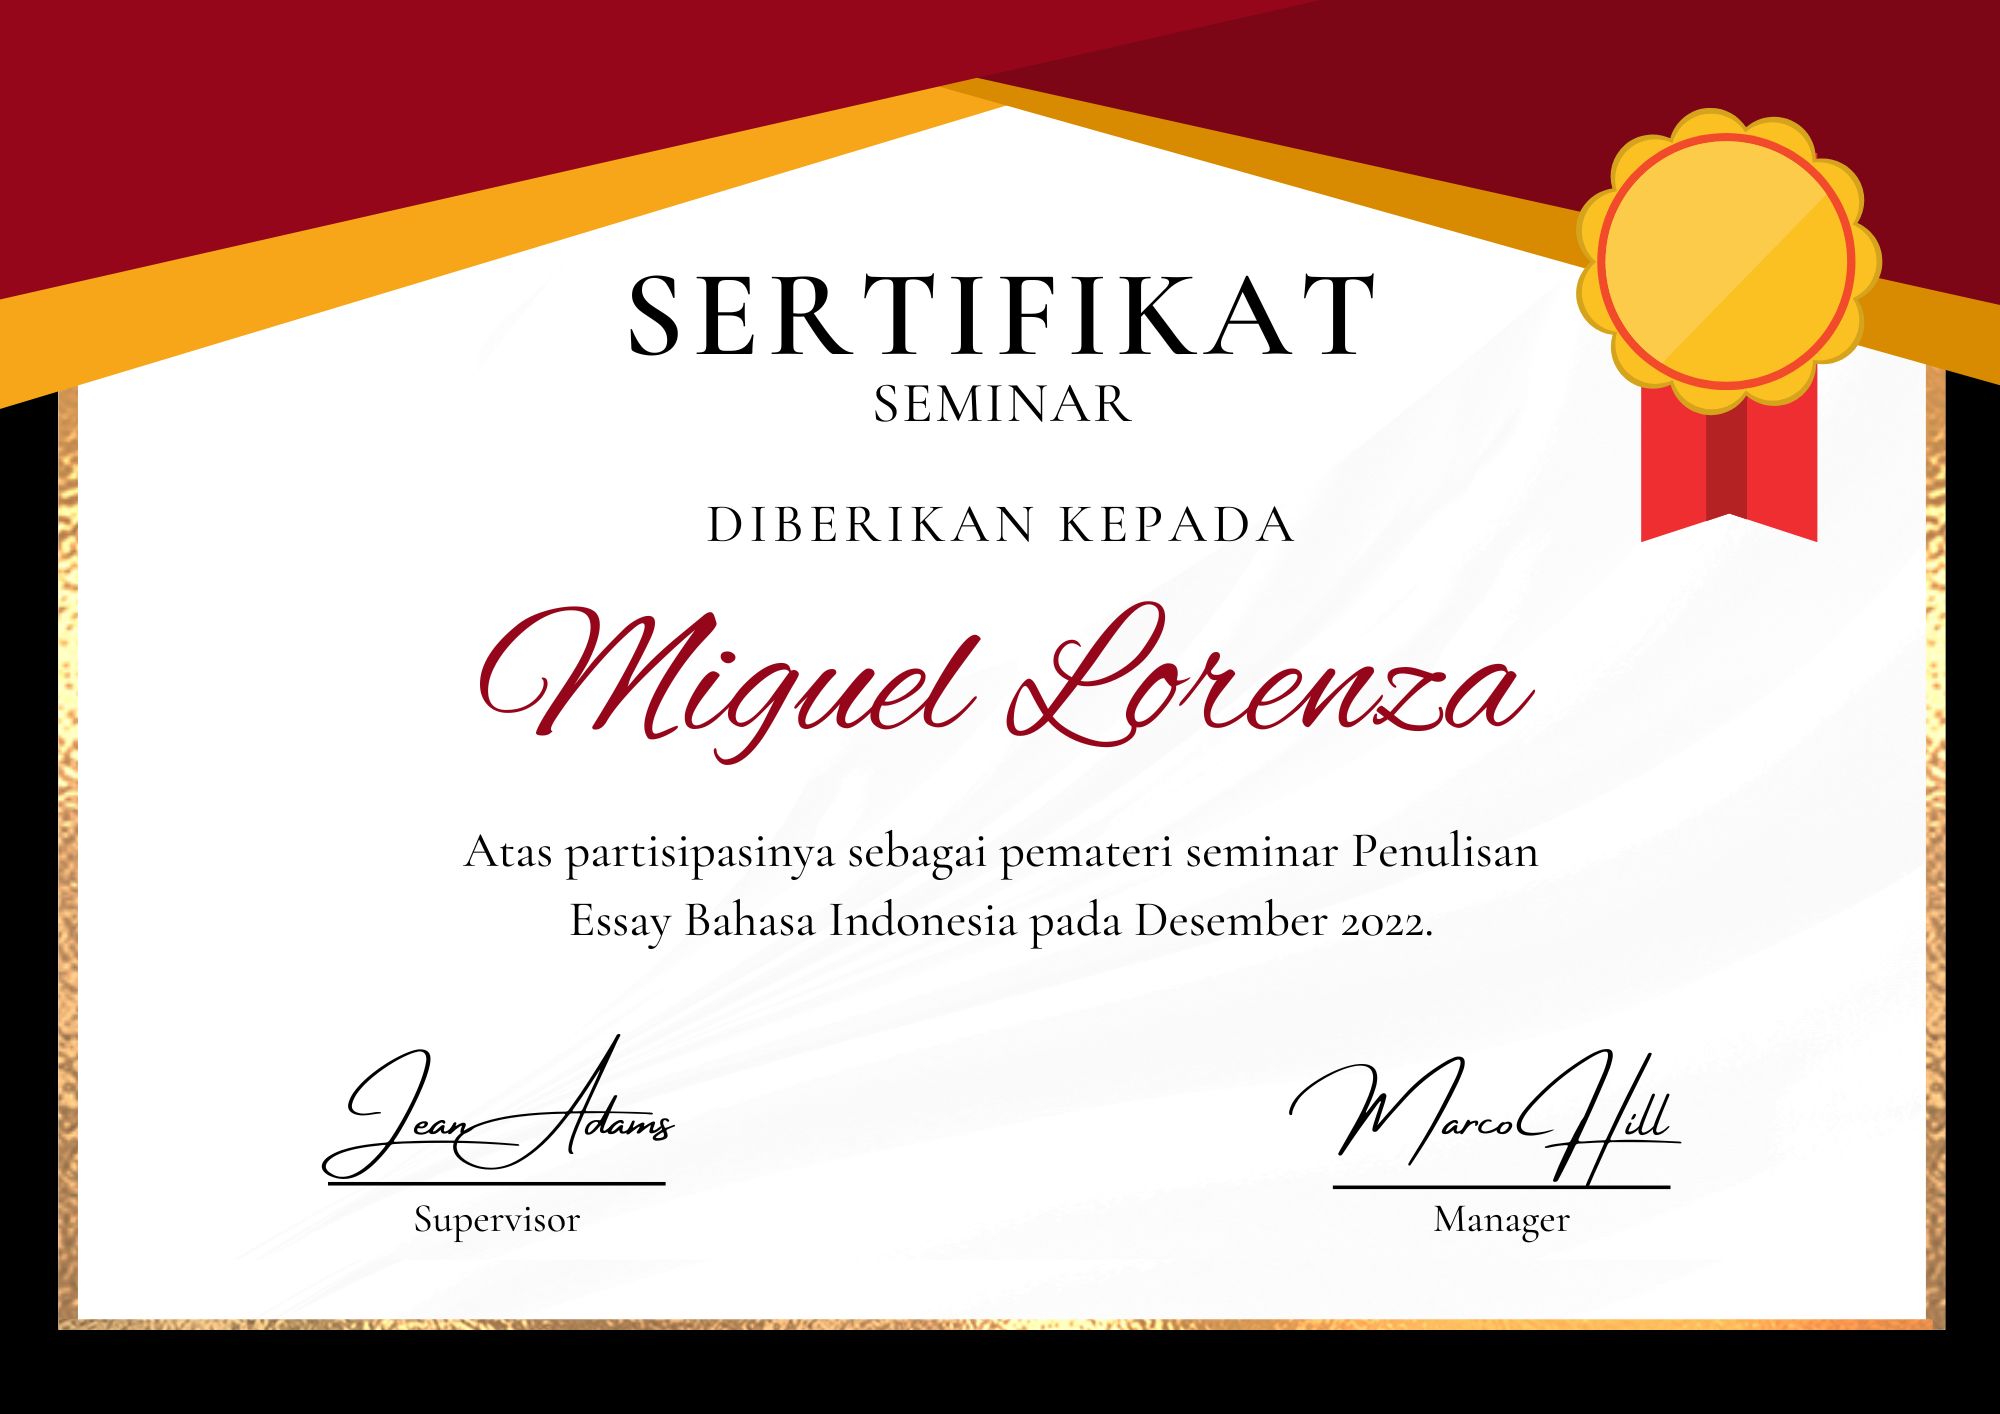 SERTIFIKAT
SEMINAR
DIBERIKAN KEPADA
Miguel Lorenza
Atas partisipasinya sebagai pemateri seminar Penulisan
Essay Bahasa Indonesia pada Desember 2022.
Jean Adams
Marco Hill
Supervisor
Manager